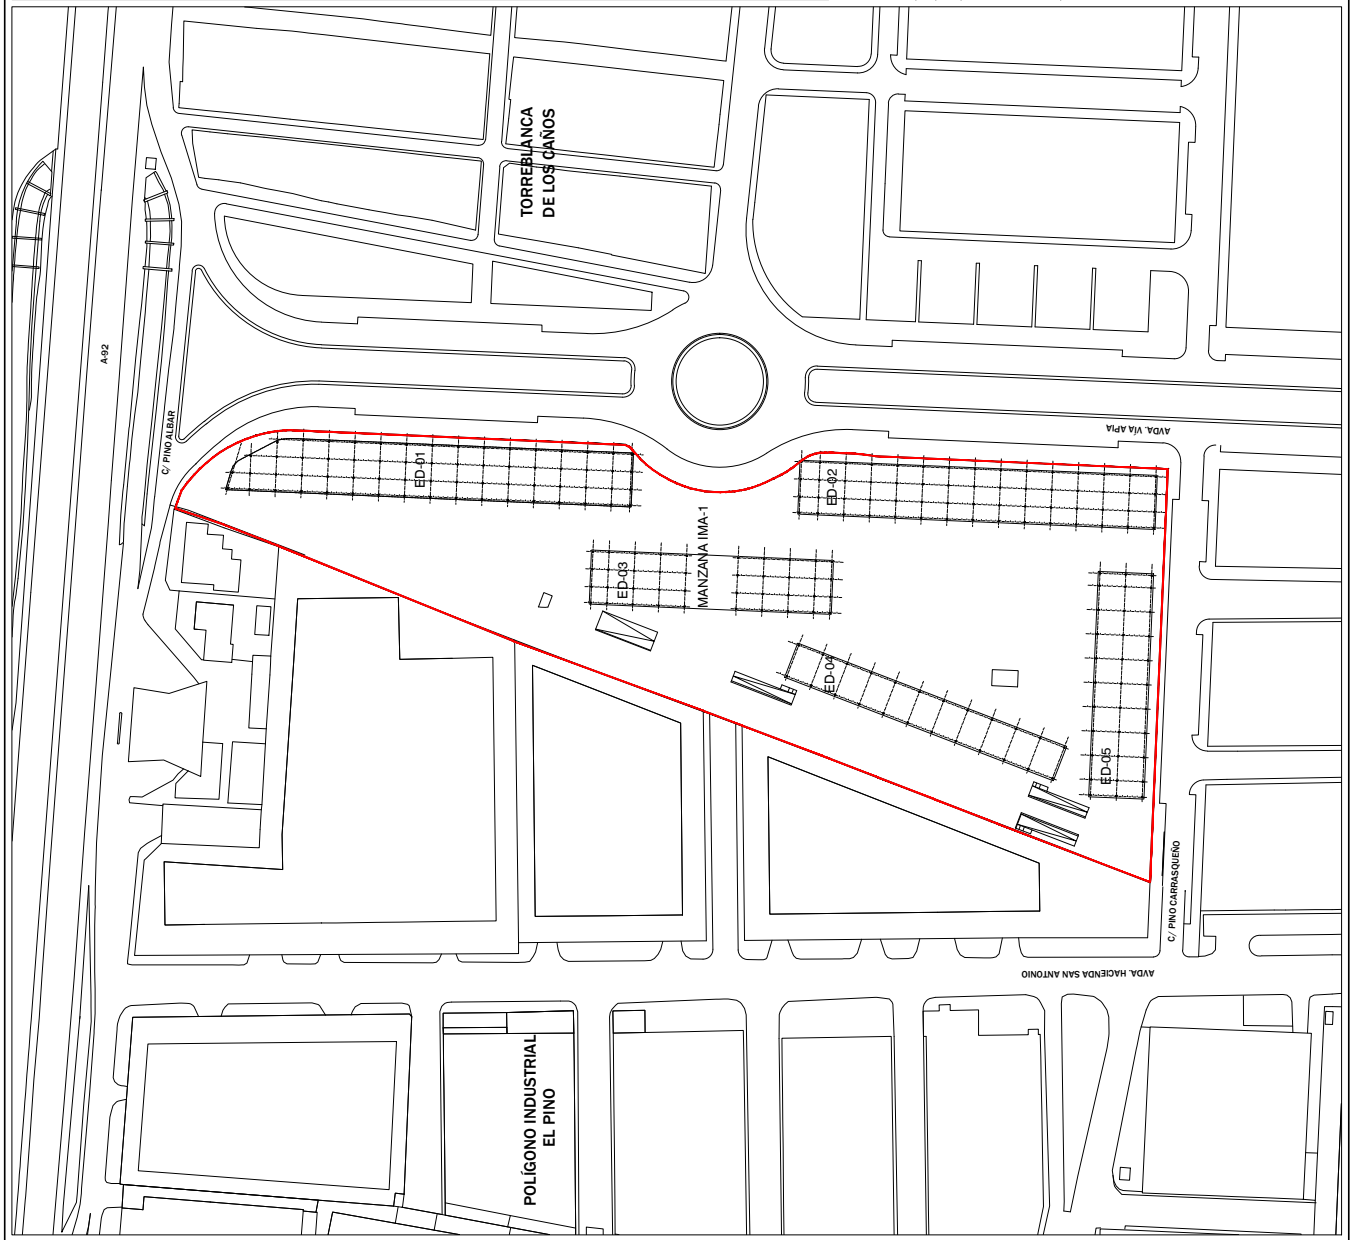 TORREBLANCA
DE LOS CAÑOS
A-92
C/ PINO ALBAR
AVDA. VÍA APIA
ED-01
ED-02
MANZANA IMA-1
ED-03
ED-04
ED-05
C/ PINO CARRASQUEÑO
AVDA. HACIENDA SAN ANTONIO
POLÍGONO INDUSTRIAL
EL PINO